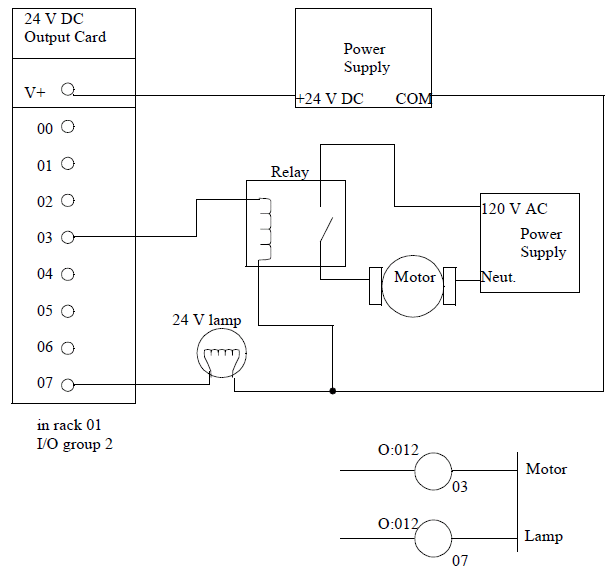 24 V DC
Output Card
V+
00
01
02
03
04
05
06
07
in rack 01
I/O group 2
Power
Supply
+24 V DC
COM
Relay
120 V AC
Power
Supply
Neut.
Motor
24 V lamp
O:012
03
Motor
O:012
07
Lamp